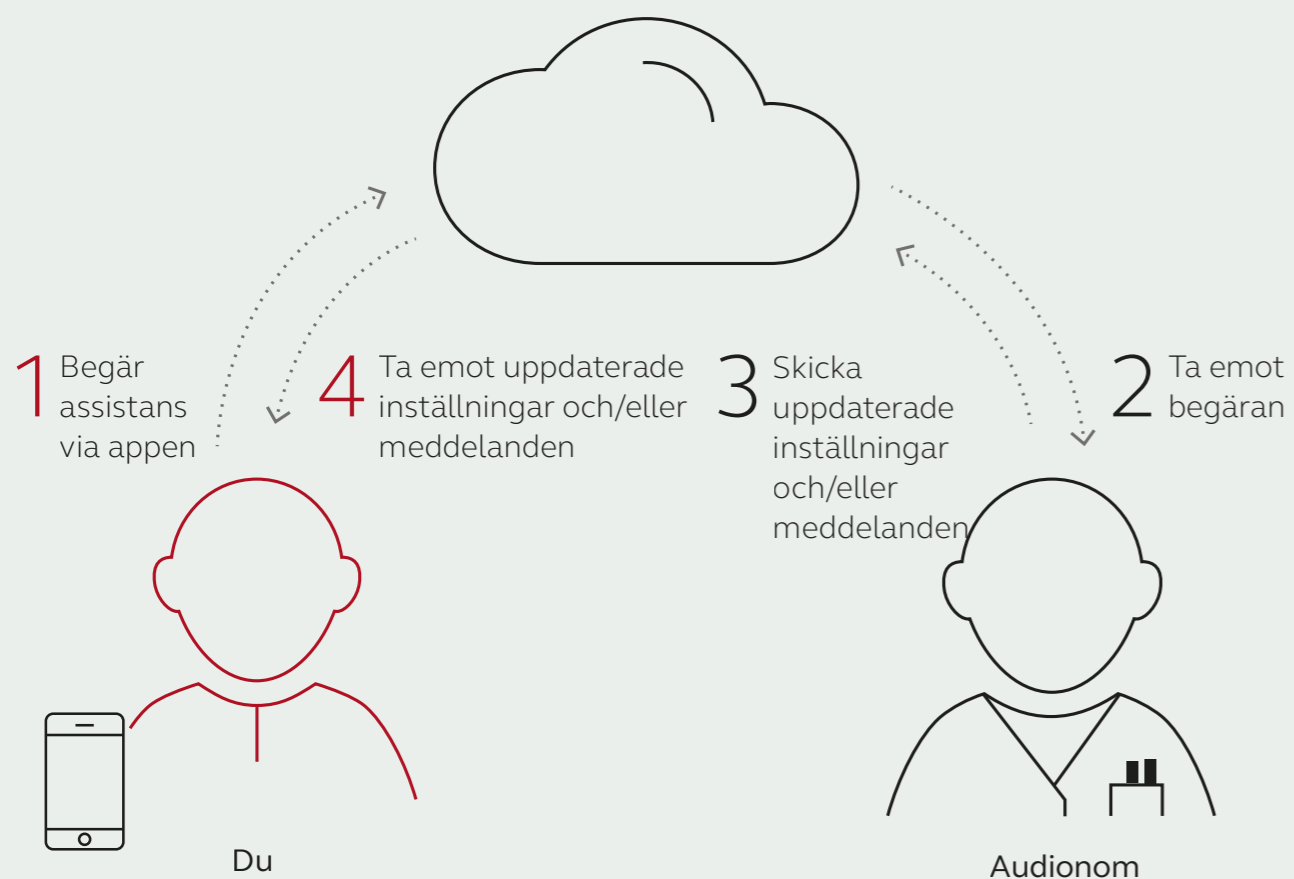 1 Begär
assistans
via appen
4 Ta emot uppdaterade
inställningar och/eller
meddelanden
3 Skicka
uppdaterade
inställningar
och/eller
meddelanden
2 Ta emot
begäran
Du
Audionom